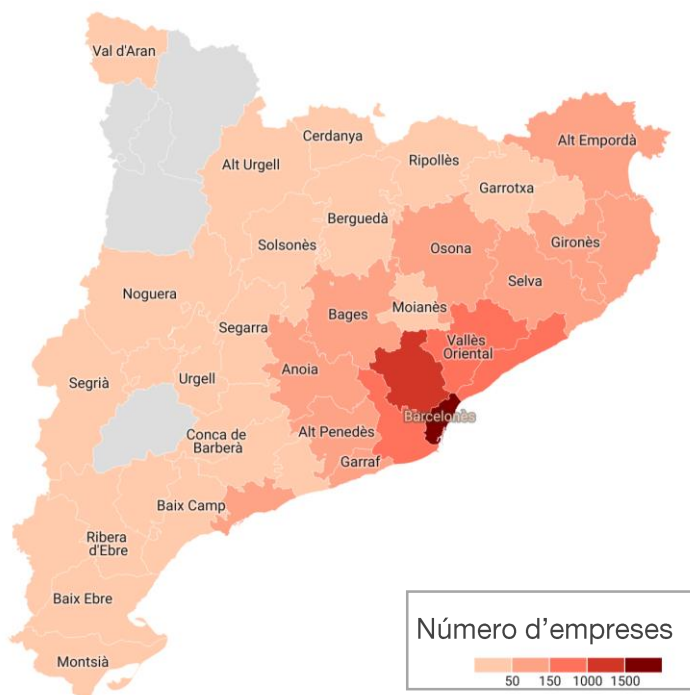 Val d'Aran
Alt Empordà
Cerdanya
Ripollès
Alt Urgell
Garrotxa
Berguedà
Gironès
Solsonès
Osona
Selva
Noguera
Moianès
Bages
Segarra
Vallès
Oriental
Anoia
Urgell
Segrià
Barcelonès
Alt Penedès
Conca de
Barberà
Garraf
Baix Camp
Ribera
d'Ebre
Baix Ebre
Montsià
Número d'empreses
50 150 1000 1500